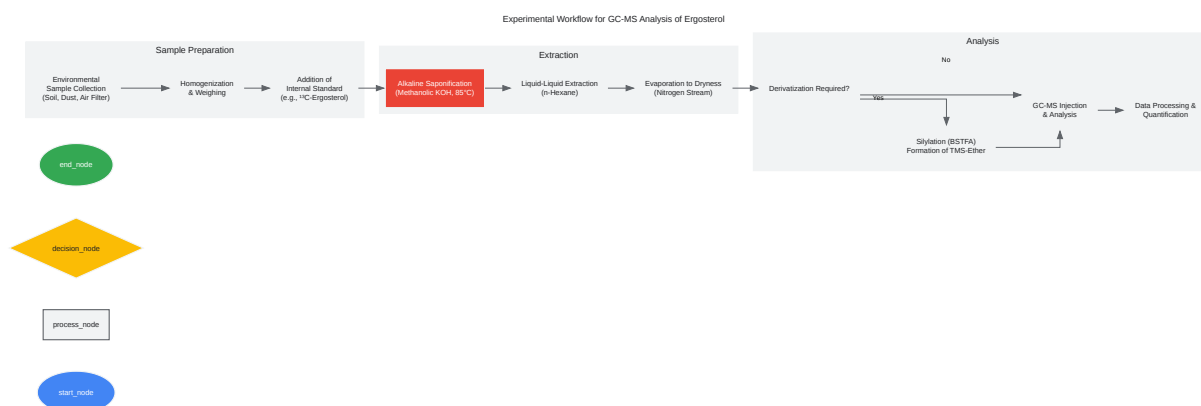 Experimental Workflow for GC-MS Analysis of Ergosterol
Sample Preparation
Environmental
Sample Collection
(Soil, Dust, Air Filter)
Homogenization
& Weighing
Addition of
Internal Standard
(e.g., ¹³C-Ergosterol)
Extraction
Alkaline Saponification
(Methanolic KOH, 85°C)
Liquid-Liquid Extraction
(n-Hexane)
Evaporation to Dryness
(Nitrogen Stream)
Analysis
Derivatization Required?
No
Yes
Silylation (BSTFA)
Formation of TMS-Ether
GC-MS Injection
& Analysis
Data Processing &
Quantification
end_node
decision_node
process_node
start_node